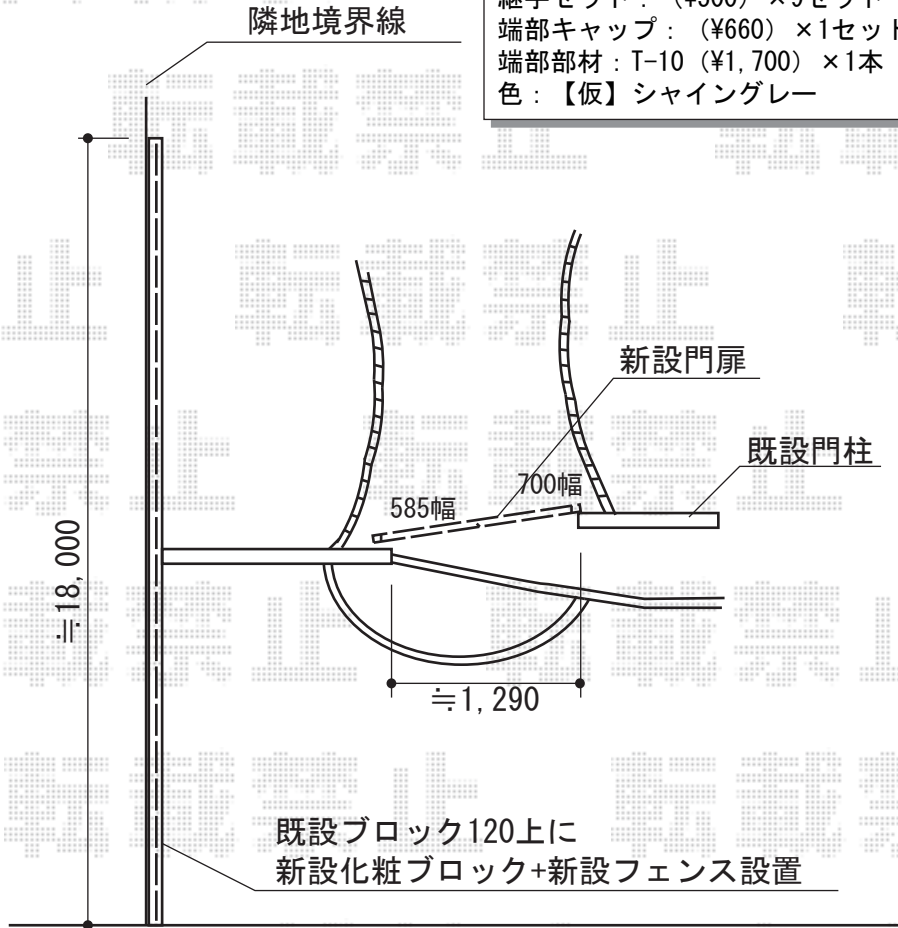 隣地境界線
端部キャップ：（¥660）×1セット
端部部材：T-10（¥1,700）×1本
色：【仮】シャイングレー
新設門扉
既設門柱
700幅
585幅
≒18,000
≒1,290
既設ブロック120上に
新設化粧ブロック+新設フェンス設置
転載禁止